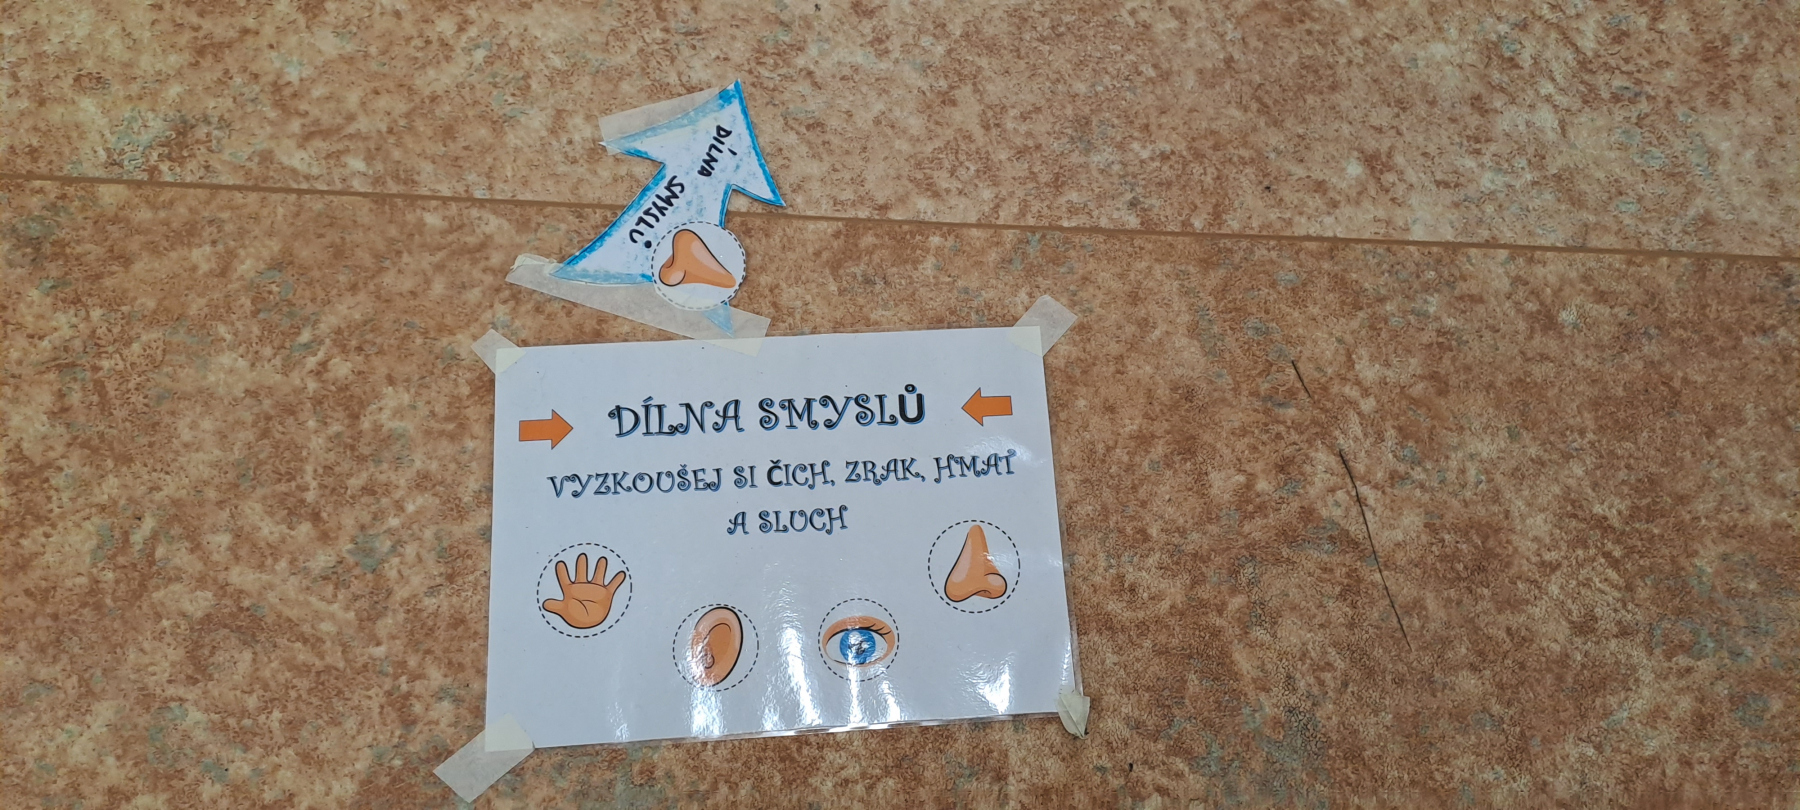 DÍLNA
SMYSLŮ
DÍLNA SMYSLŮ
VYZKOUŠEJ SI ČICH, ZRAK, HMAT
A SLUCH